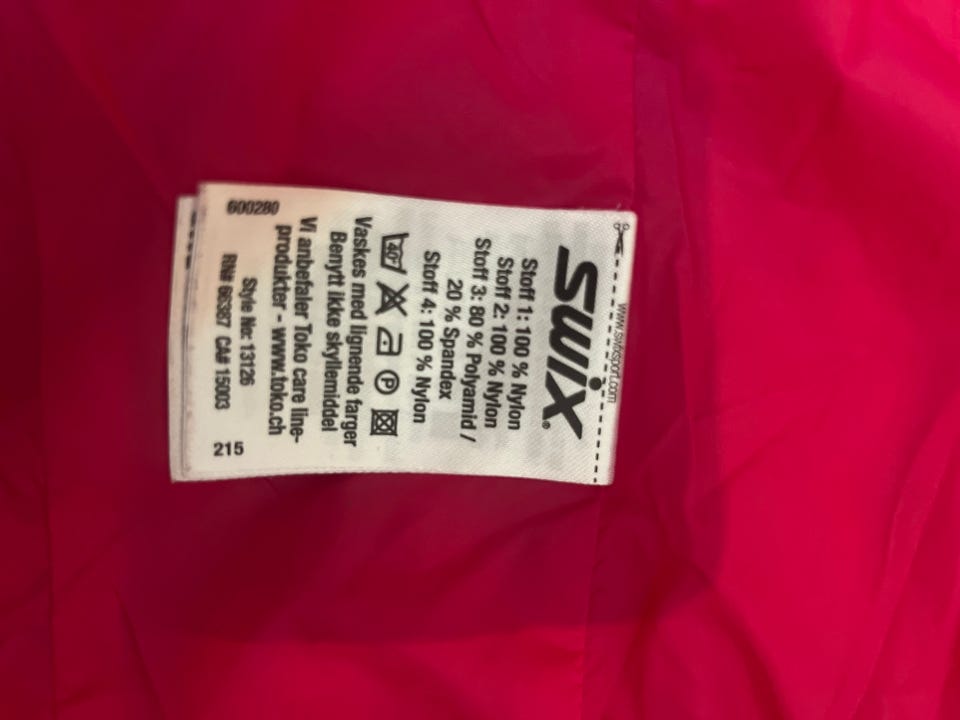 www.swixsport.com
SWIX®
Stoff 1: 100 % Nylon
Stoff 2: 100 % Nylon
Stoff 3: 80 % Polyamid /
20 % Spandex
Stoff 4: 100 % Nylon
40°
P
Vaskes med lignende farger
Benytt ikke skyllemiddel
Vi anbefaler Toko care line-
produkter - www.toko.ch
Style No: 13126
RN# 66387 CA# 15003
600280
215